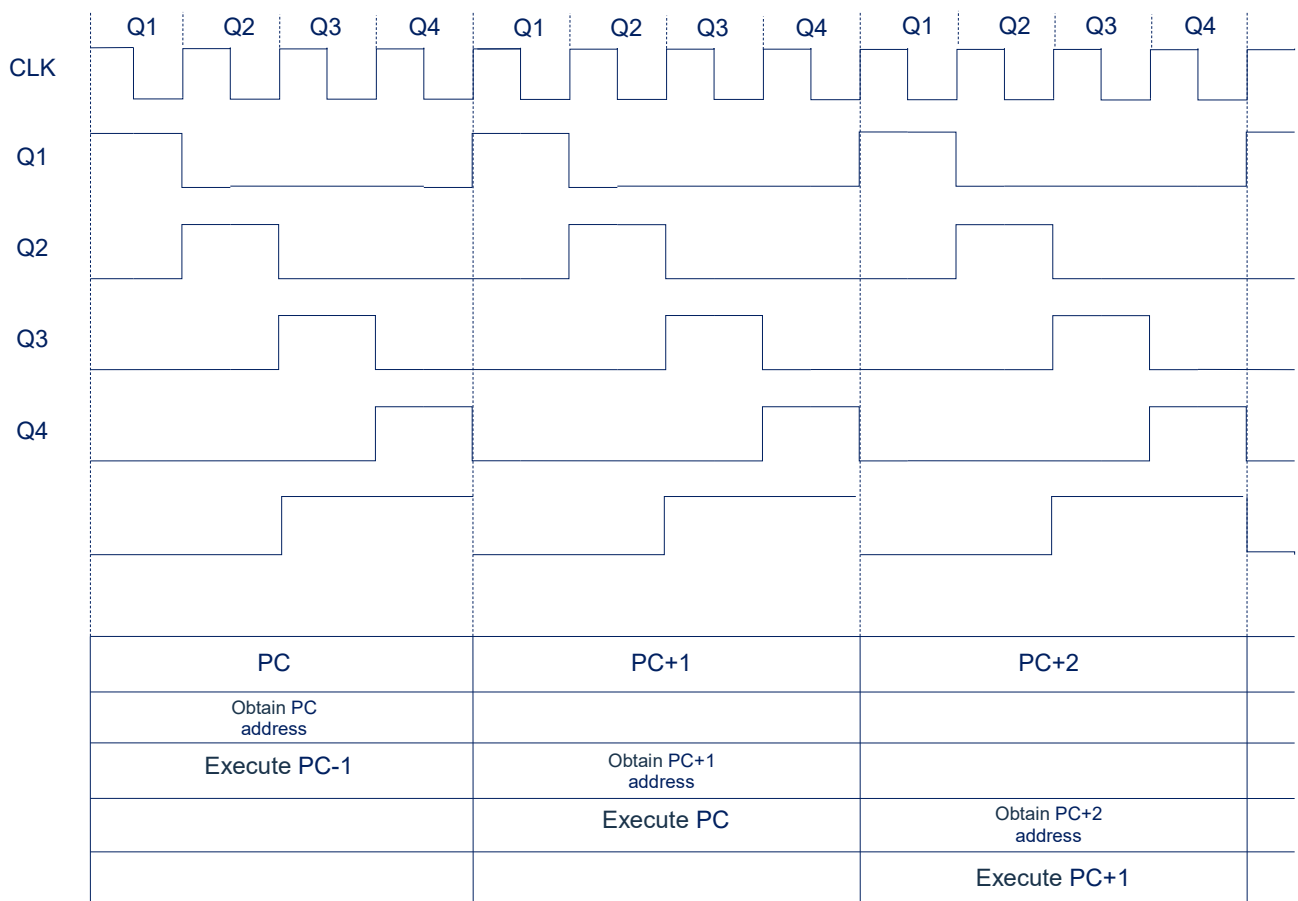 Q1 Q2 Q3 Q4 Q1 Q2 Q3 Q4 Q1 Q2 Q3 Q4
CLK
Q1
Q2
Q3
Q4
PC PC+1 PC+2
Obtain PC
address
Execute PC-1
Obtain PC+1
address
Execute PC
Obtain PC+2
address
Execute PC+1